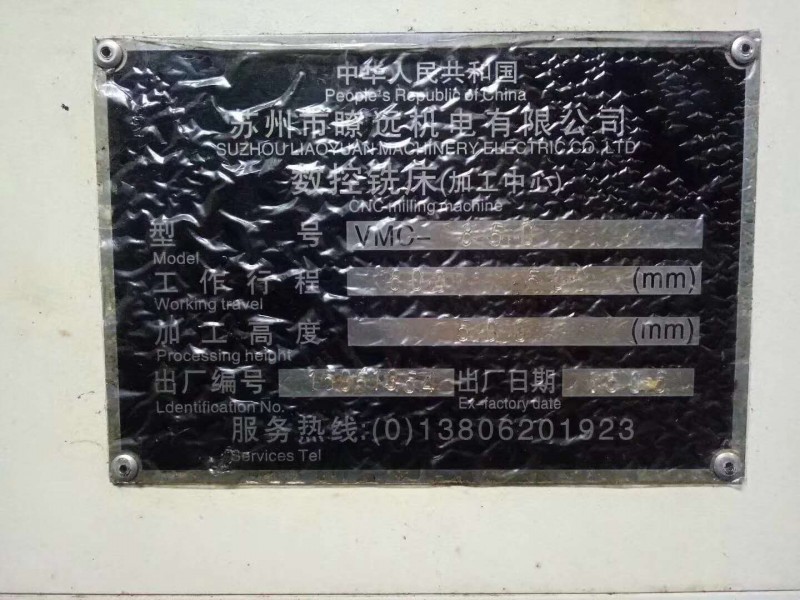 中华人民共和国
People's Republic of China
苏州市瞭远机电有限公司
SUZHOU LIAOYUAN MACHINERY ELECTRIC CO. LTD
数控铣床(加工中心)
CNC milling machine
型 号 VMC-
Model
工作行程 (mm)
Working travel
加工高度 (mm)
Processing height
出厂编号 出厂日期
Ldentification No. Ex-factory date
服务热线:(0)13806201923
Services Tel